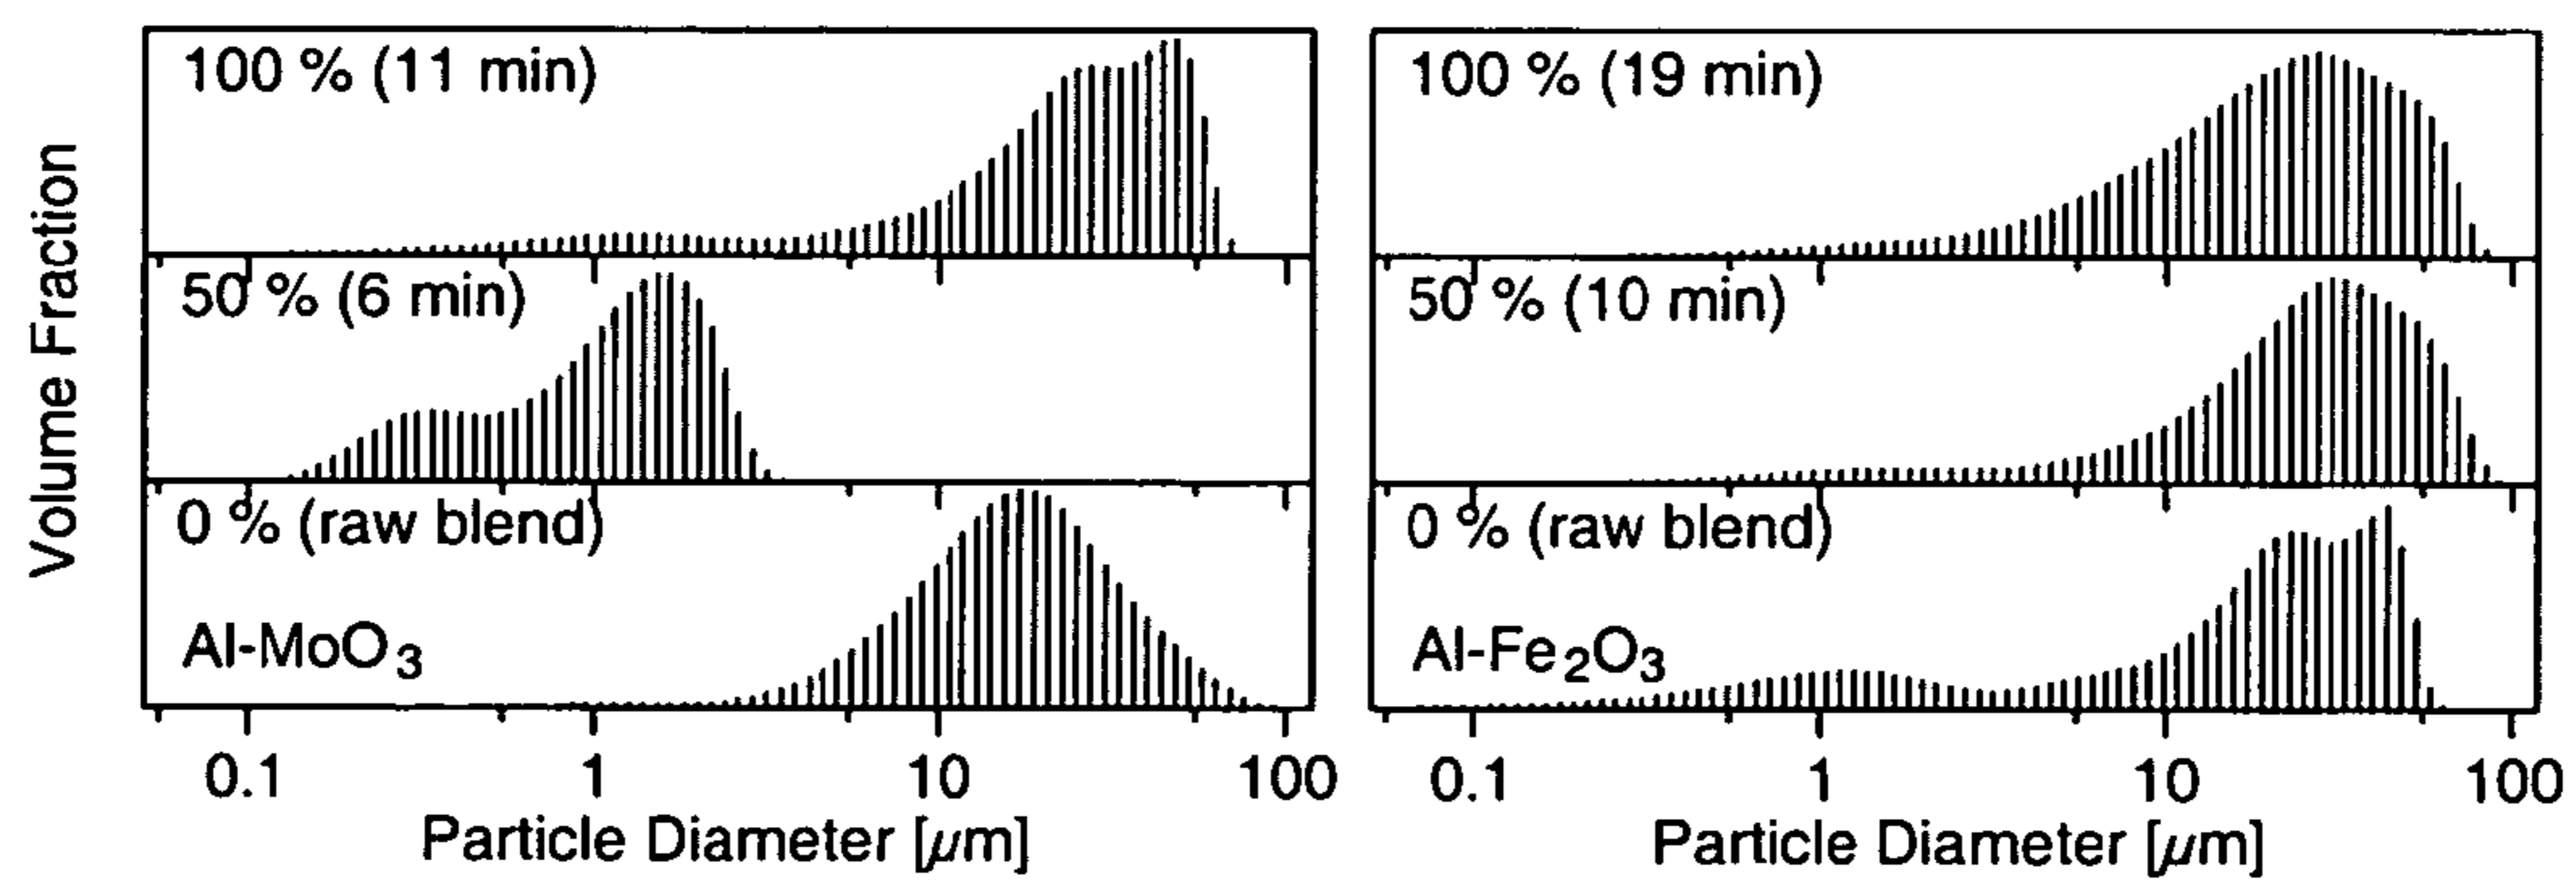 Volume Fraction
100 % (11 min)
50 % (6 min)
0 % (raw blend)
Al-MoO3
0.1 1 10 100
Particle Diameter [μm]
100 % (19 min)
50 % (10 min)
0 % (raw blend)
Al-Fe2O3
0.1 1 10 100
Particle Diameter [μm]